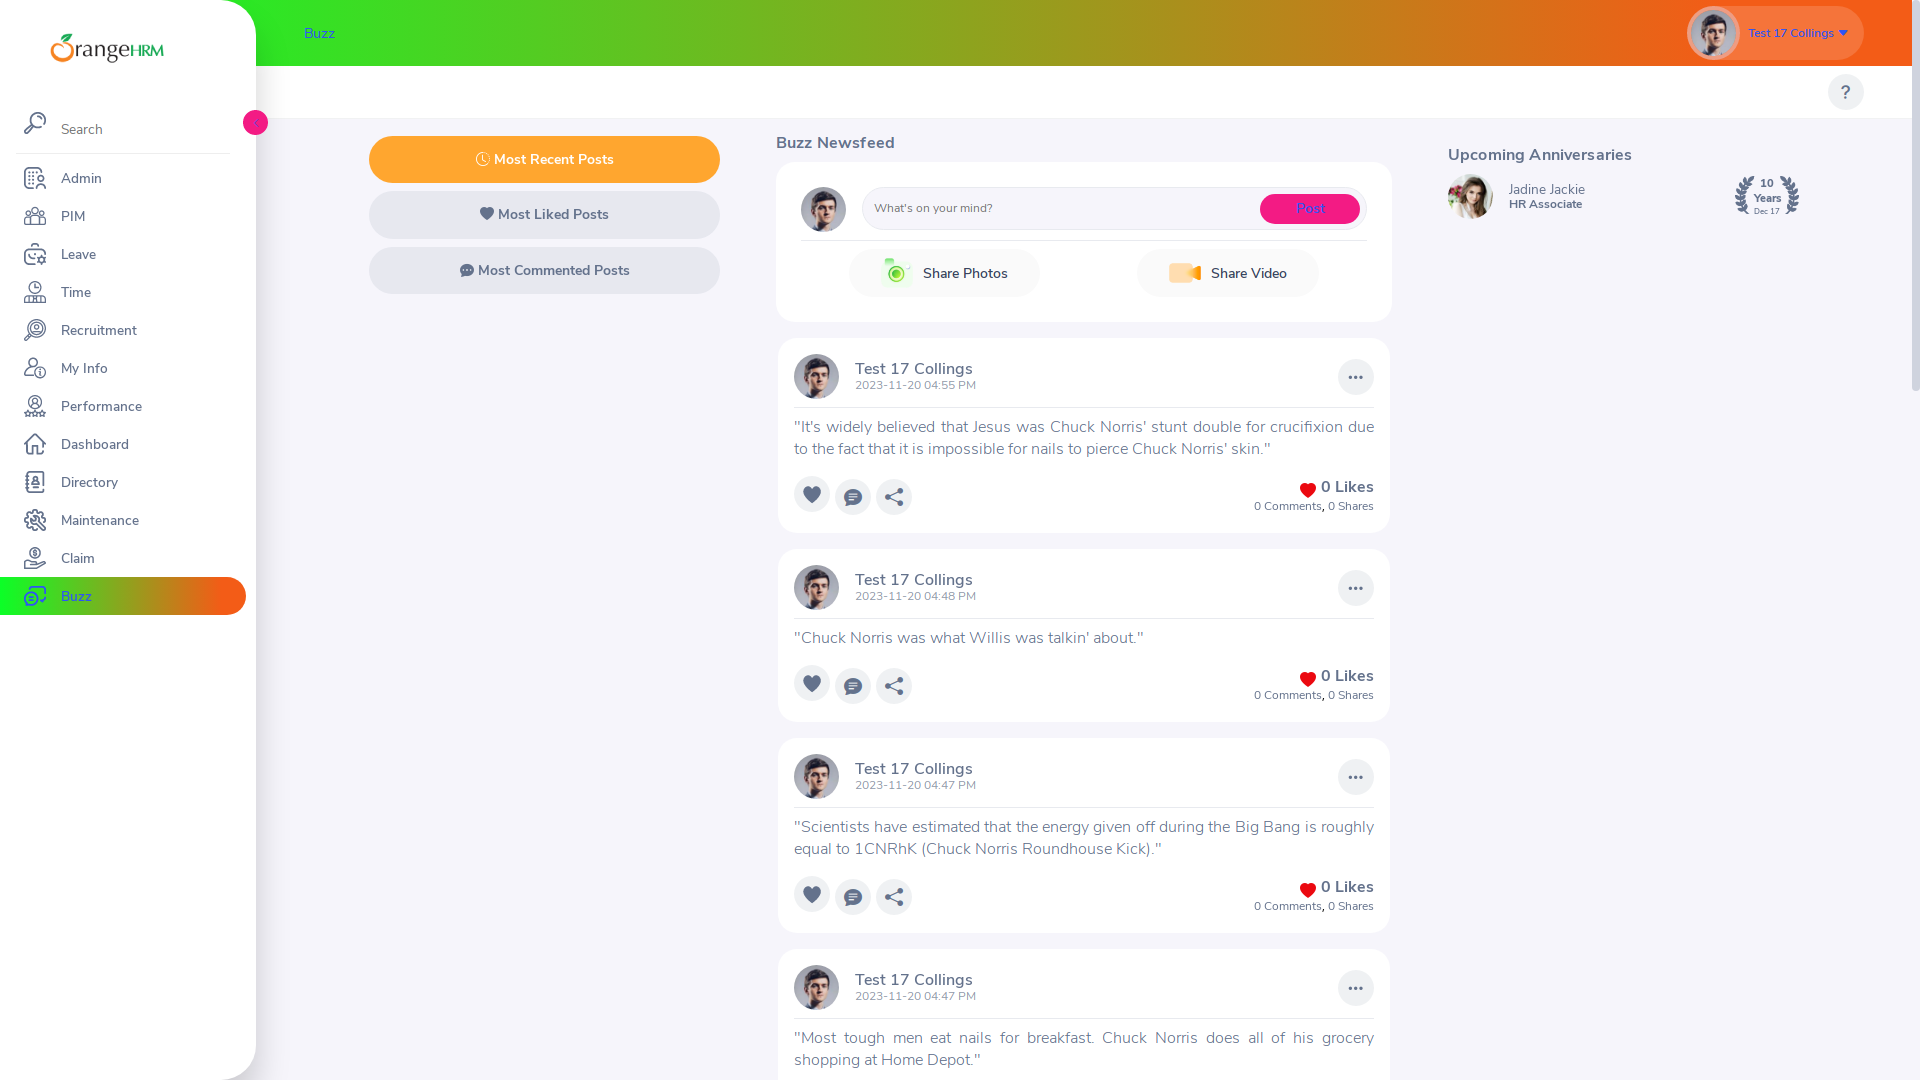 OrangeHRM
Search
Admin
PIM
Leave
Time
Recruitment
My Info
Performance
Dashboard
Directory
Maintenance
Claim
Buzz
Buzz
Test 17 Collings
?
Most Recent Posts
Most Liked Posts
Most Commented Posts
Buzz Newsfeed
What's on your mind?
Post
Share Photos
Share Video
Test 17 Collings
2023-11-20 04:55 PM
"It's widely believed that Jesus was Chuck Norris' stunt double for crucifixion due
to the fact that it is impossible for nails to pierce Chuck Norris' skin."
0 Likes
0 Comments, 0 Shares
Test 17 Collings
2023-11-20 04:48 PM
"Chuck Norris was what Willis was talkin' about."
0 Likes
0 Comments, 0 Shares
Test 17 Collings
2023-11-20 04:47 PM
"Scientists have estimated that the energy given off during the Big Bang is roughly
equal to 1CNRhK (Chuck Norris Roundhouse Kick)."
0 Likes
0 Comments, 0 Shares
Test 17 Collings
2023-11-20 04:47 PM
"Most tough men eat nails for breakfast. Chuck Norris does all of his grocery
shopping at Home Depot."
Upcoming Anniversaries
Jadine Jackie
HR Associate
10
Years
Dec 17